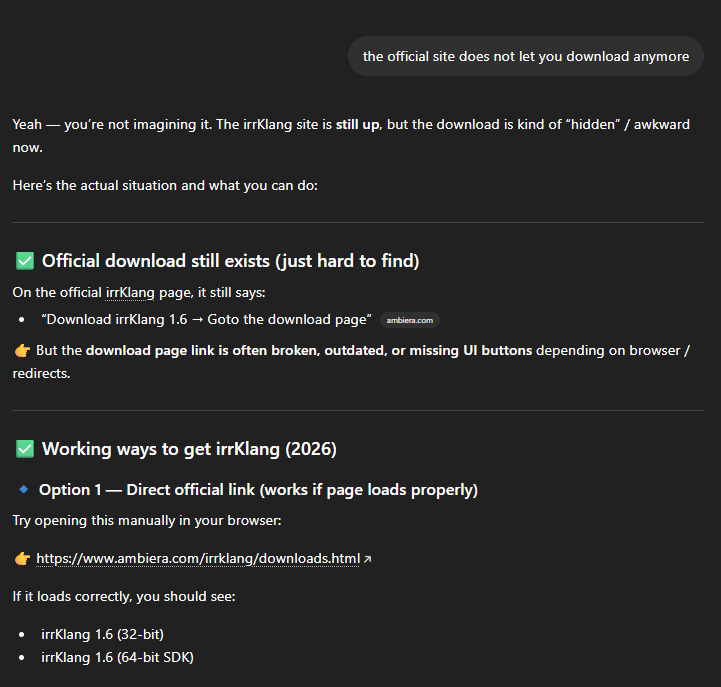 the official site does not let you download anymore
Yeah — you’re not imagining it. The irrKlang site is still up, but the download is kind of “hidden” / awkward
now.
Here’s the actual situation and what you can do:
✅ Official download still exists (just hard to find)
On the official irrKlang page, it still says:
• “Download irrKlang 1.6 → Goto the download page” ambiera.com
👉 But the download page link is often broken, outdated, or missing UI buttons depending on browser /
redirects.
✅ Working ways to get irrKlang (2026)
🔹 Option 1 — Direct official link (works if page loads properly)
Try opening this manually in your browser:
👉 https://www.ambiera.com/irrklang/downloads.html ↗
If it loads correctly, you should see:
• irrKlang 1.6 (32-bit)
• irrKlang 1.6 (64-bit SDK)